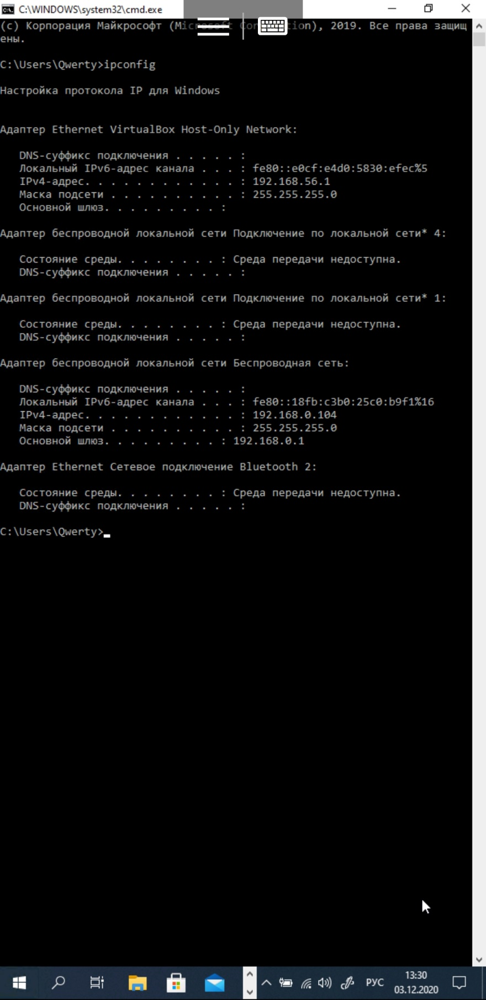 C:\WINDOWS\system32\cmd.exe
(c) Корпорация Майкрософт (Microsoft Corporation), 2019. Все права защищ
ены.
C:\Users\Qwerty>ipconfig
Настройка протокола IP для Windows
Адаптер Ethernet VirtualBox Host-Only Network:
DNS-суффикс подключения . . . . . :
Локальный IPv6-адрес канала . . . : fe80::e0cf:e4d0:5830:efec%5
IPv4-адрес. . . . . . . . . . . . : 192.168.56.1
Маска подсети . . . . . . . . . . : 255.255.255.0
Основной шлюз. . . . . . . . . :
Адаптер беспроводной локальной сети Подключение по локальной сети* 4:
Состояние среды. . . . . . . . : Среда передачи недоступна.
DNS-суффикс подключения . . . . . :
Адаптер беспроводной локальной сети Подключение по локальной сети* 1:
Состояние среды. . . . . . . . : Среда передачи недоступна.
DNS-суффикс подключения . . . . . :
Адаптер беспроводной локальной сети Беспроводная сеть:
DNS-суффикс подключения . . . . . :
Локальный IPv6-адрес канала . . . : fe80::18fb:c3b0:25c0:b9f1%16
IPv4-адрес. . . . . . . . . . . . : 192.168.0.104
Маска подсети . . . . . . . . . . : 255.255.255.0
Основной шлюз. . . . . . . . . : 192.168.0.1
Адаптер Ethernet Сетевое подключение Bluetooth 2:
Состояние среды. . . . . . . . : Среда передачи недоступна.
DNS-суффикс подключения . . . . . :
C:\Users\Qwerty>
РУС
13:30
03.12.2020